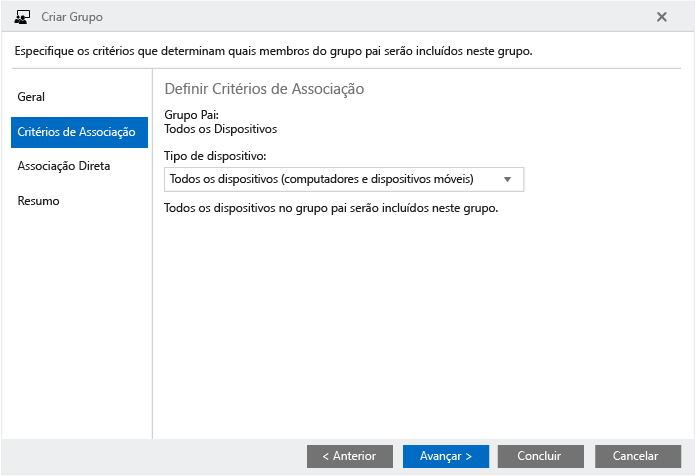 Criar Grupo
Especifique os critérios que determinam quais membros do grupo pai serão incluídos neste grupo.
Geral
Critérios de Associação
Associação Direta
Resumo
Definir Critérios de Associação
Grupo Pai:
Todos os Dispositivos
Tipo de dispositivo:
Todos os dispositivos (computadores e dispositivos móveis)
Todos os dispositivos no grupo pai serão incluídos neste grupo.
< Anterior
Avançar >
Concluir
Cancelar